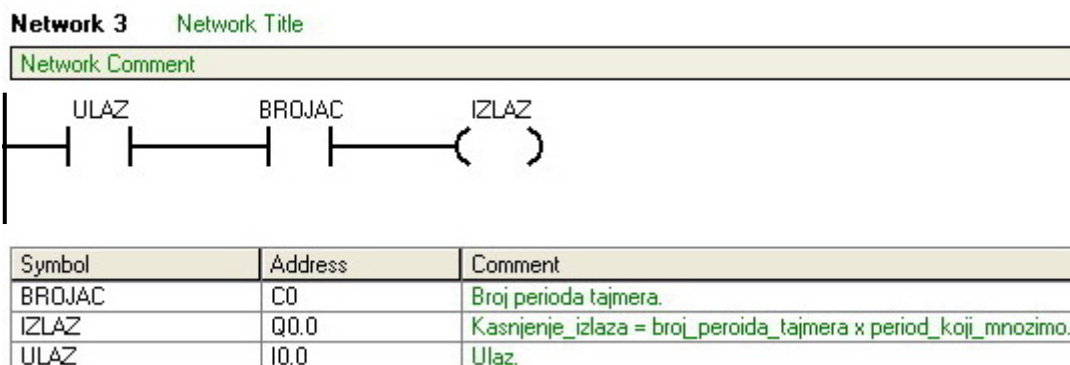 Network 3 Network Title
Network Comment
ULAZ BROJAC IZLAZ
Symbol Address Comment
BROJAC C0 Broj perioda tajmera.
IZLAZ Q0.0 Kasnjenje_izlaza = broj_peroida_tajmera x period_koji_mnozimo.
ULAZ I0.0 Ulaz.